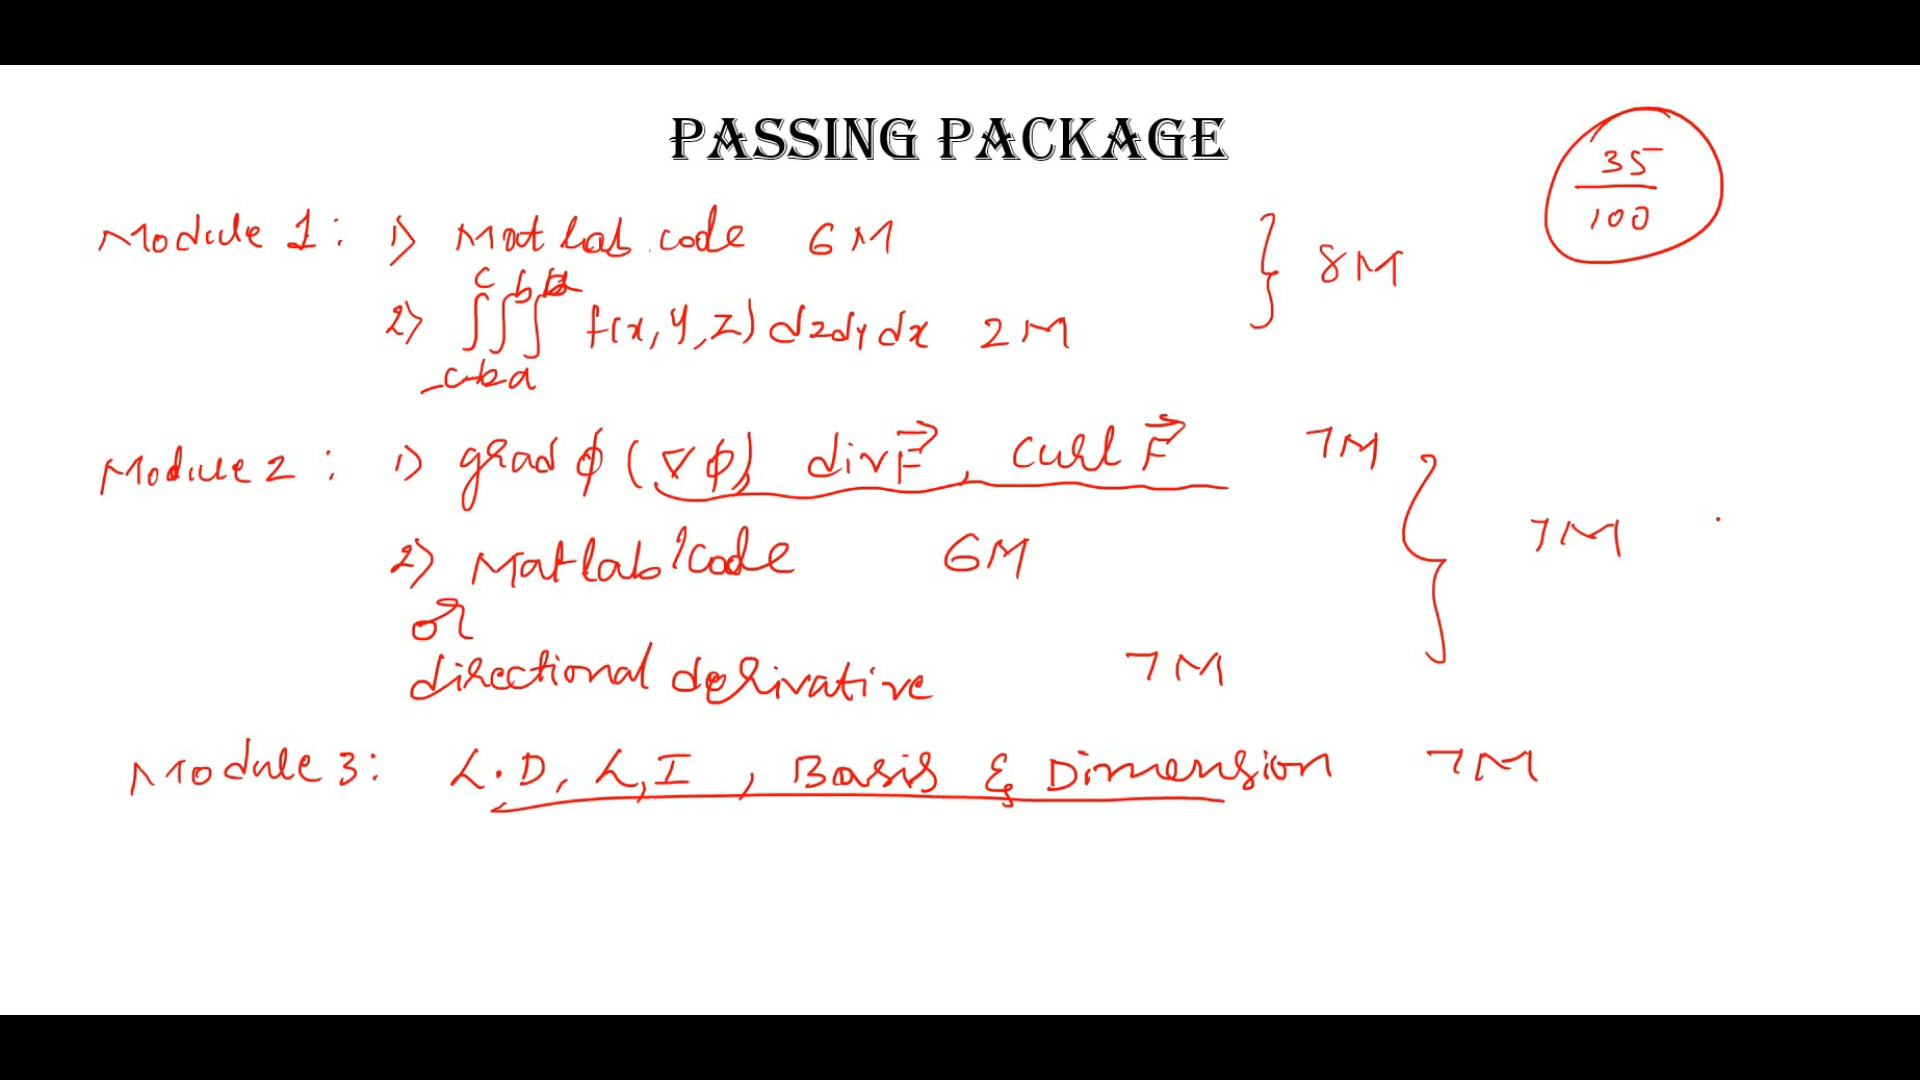 PASSING PACKAGE
35/100
Module 1: 1) Matlab code 6M
2) ∫∫∫ f(x,y,z) dzdydx 2M
c b a
-c -b a
} 8M
Module 2: 1) grad ϕ (∇ϕ) div F⃗, curl F⃗ 7M
2) Matlab code 6M
or
directional derivative 7M
} 7M
Module 3: L.D, L.I, Basis & Dimension 7M